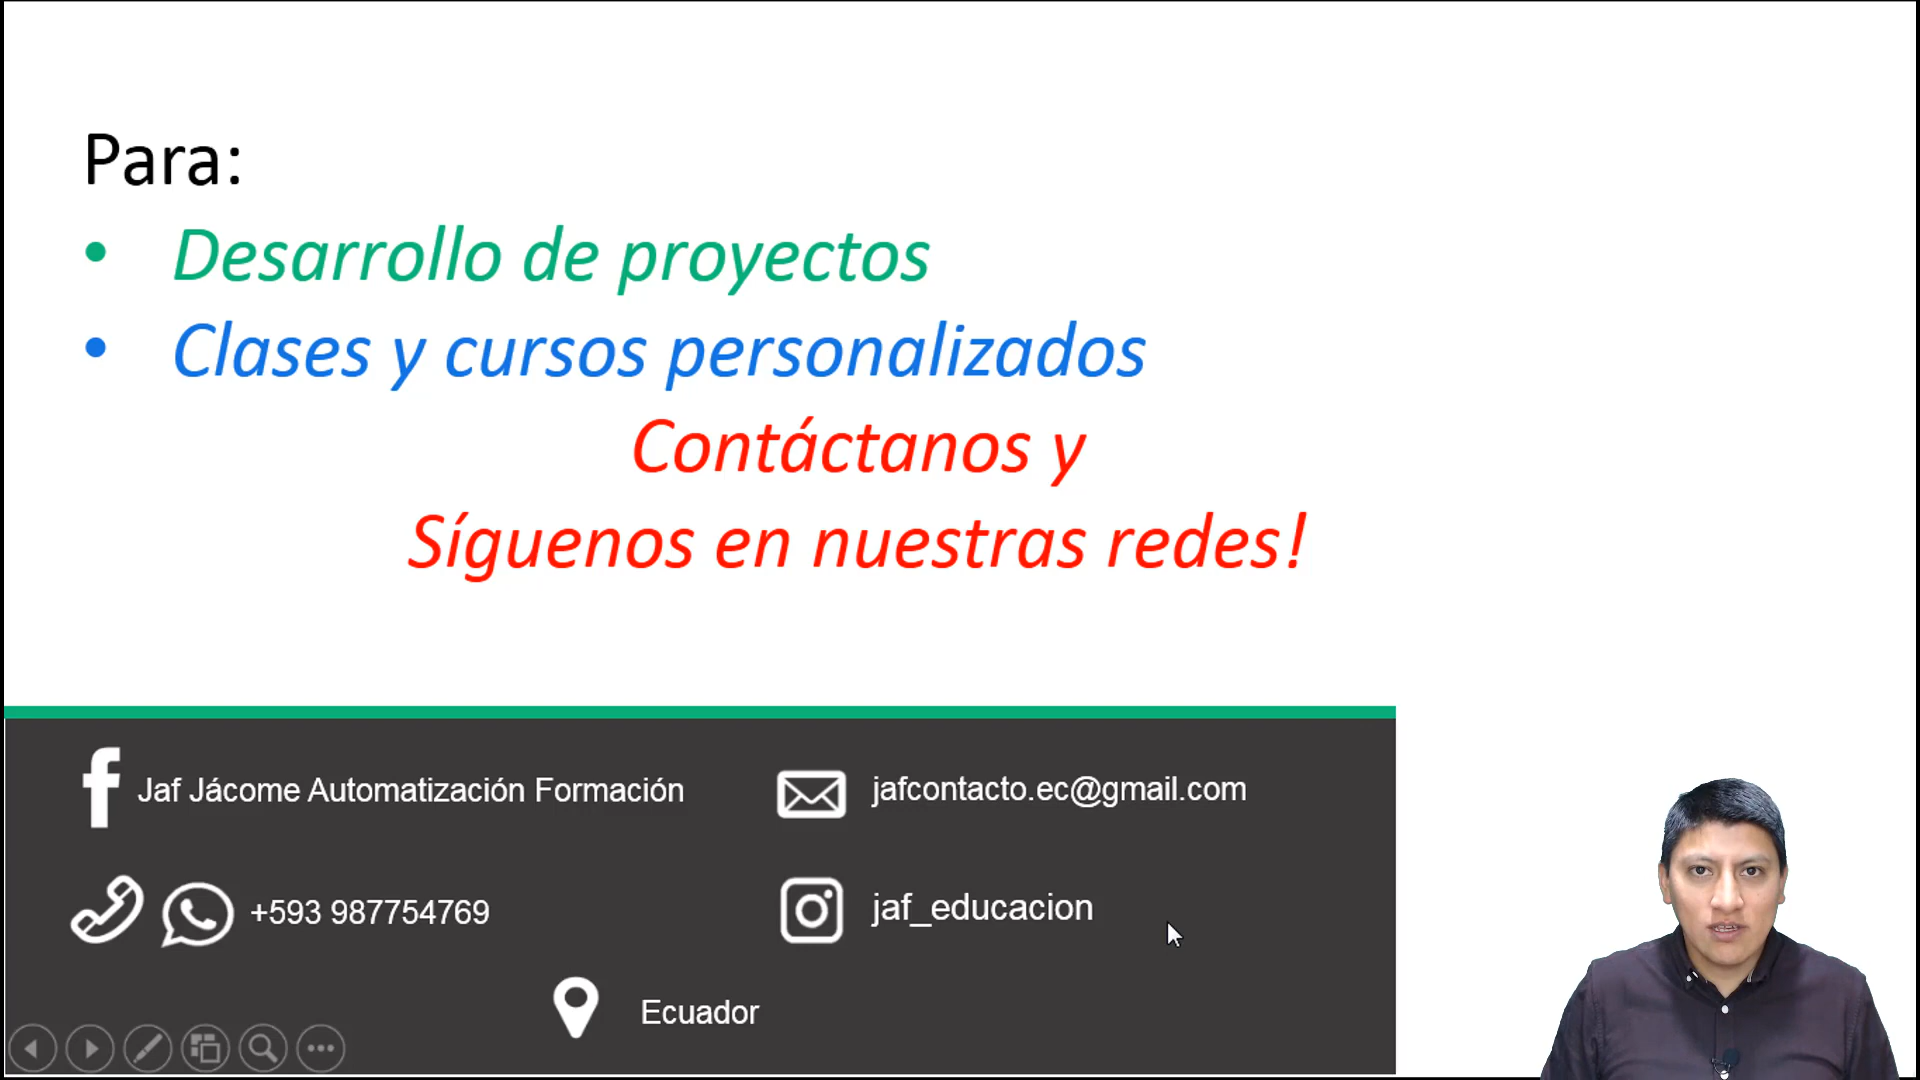 Para:
• Desarrollo de proyectos
• Clases y cursos personalizados
Contáctanos y
Síguenos en nuestras redes!
Jaf Jácome Automatización Formación
jafcontacto.ec@gmail.com
+593 987754769
jaf_educacion
Ecuador